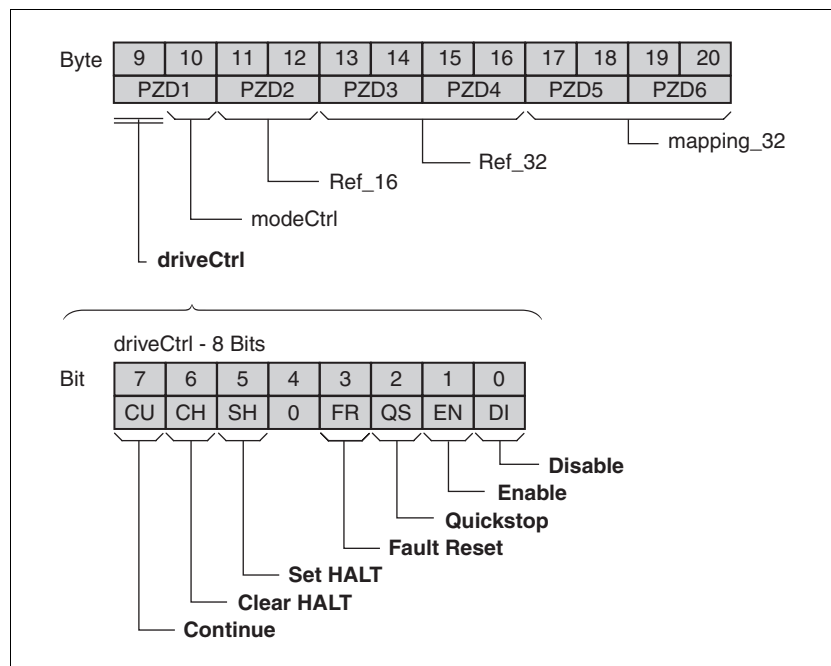 Byte 9 10 11 12 13 14 15 16 17 18 19 20
PZD1 PZD2 PZD3 PZD4 PZD5 PZD6
mapping_32
Ref_32
Ref_16
modeCtrl
driveCtrl
driveCtrl - 8 Bits
Bit 7 6 5 4 3 2 1 0
CU CH SH 0 FR QS EN DI
Disable
Enable
Quickstop
Fault Reset
Set HALT
Clear HALT
Continue